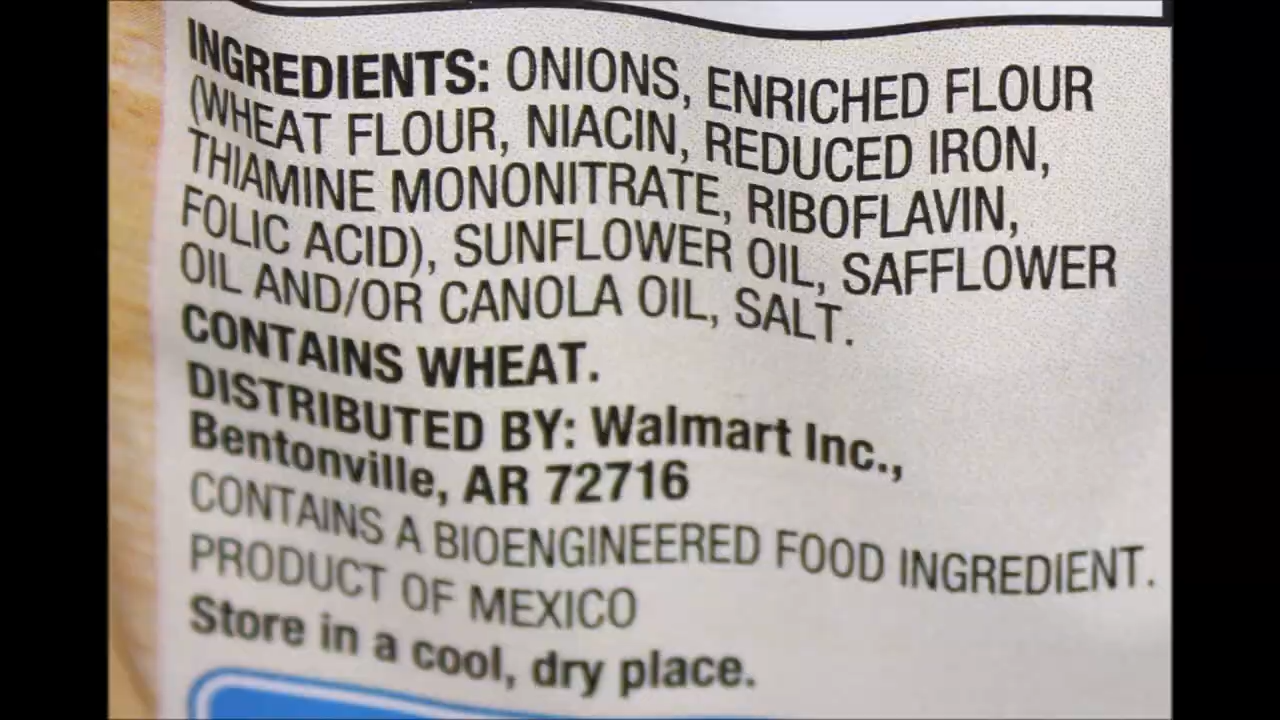 INGREDIENTS: ONIONS, ENRICHED FLOUR
(WHEAT FLOUR, NIACIN, REDUCED IRON,
THIAMINE MONONITRATE, RIBOFLAVIN,
FOLIC ACID), SUNFLOWER OIL, SAFFLOWER
OIL AND/OR CANOLA OIL, SALT.
CONTAINS WHEAT.
DISTRIBUTED BY: Walmart Inc.,
Bentonville, AR 72716
CONTAINS A BIOENGINEERED FOOD INGREDIENT.
PRODUCT OF MEXICO
Store in a cool, dry place.